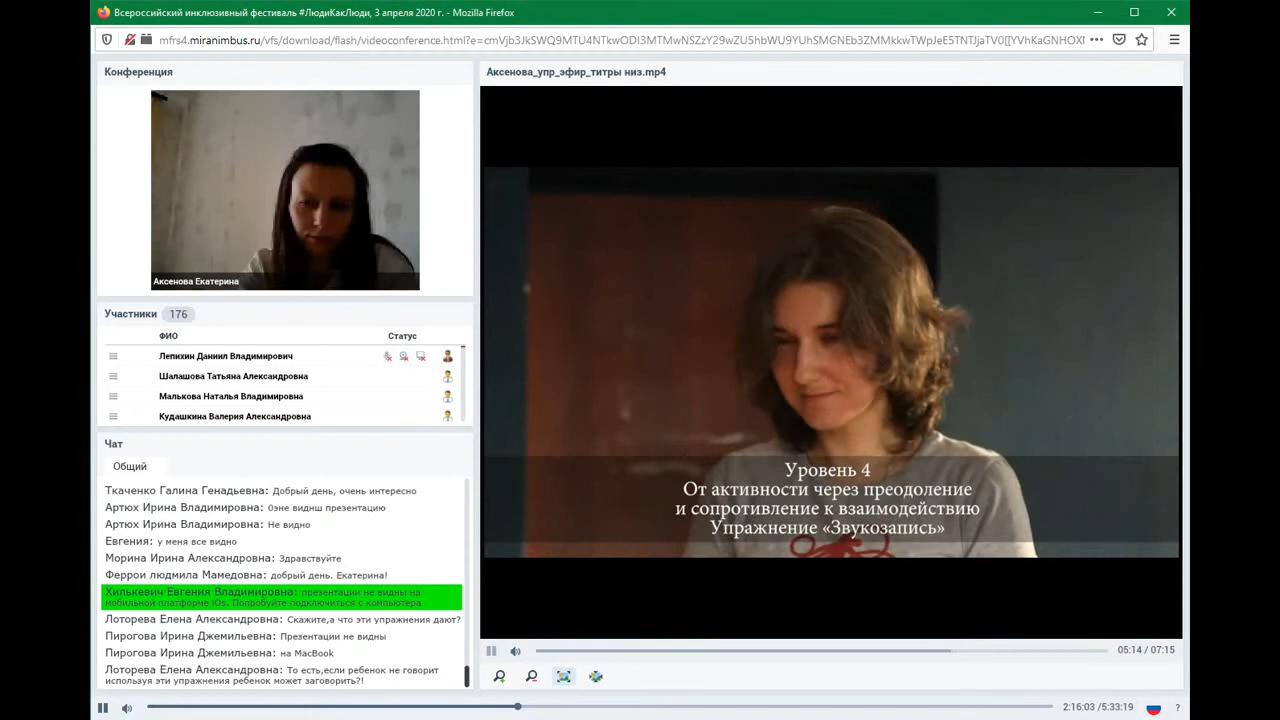 Всероссийский инклюзивный фестиваль #ЛюдиКакЛюди, 3 апреля 2020 г. - Mozilla Firefox
mfrs4.miranimbus.ru/vfs/download/flash/videoconference.html?e=
Конференция
Аксенова_упр_эфир_титры низ.mp4
Аксенова Екатерина
Участники 176
ФИО Статус
Лепихин Даниил Владимирович
Шалашова Татьяна Александровна
Малькова Наталья Владимировна
Кудашкина Валерия Александровна
Чат
Общий
Ткаченко Галина Генадьевна: Добрый день, очень интересно
Артюх Ирина Владимировна: 0эне виднш презентацию
Артюх Ирина Владимировна: Не видно
Евгения: у меня все видно
Морина Ирина Александровна: Здравствуйте
Феррои людмила Мамедовна: добрый день. Екатерина!
Хилькевич Евгения Владимировна: презентации не видны на
мобильной платформе iOs. Попробуйте подключиться с компьютера
Лоторева Елена Александровна: Скажите,а что эти упражнения дают?
Пирогова Ирина Джемильевна: Презентации не видны
Пирогова Ирина Джемильевна: на MacBook
Лоторева Елена Александровна: То есть,если ребенок не говорит
используя эти упражнения ребенок может заговорить?!
Уровень 4
От активности через преодоление
и сопротивление к взаимодействию
Упражнение «Звукозапись»
05:14 / 07:15
2:16:03 /5:33:19
?